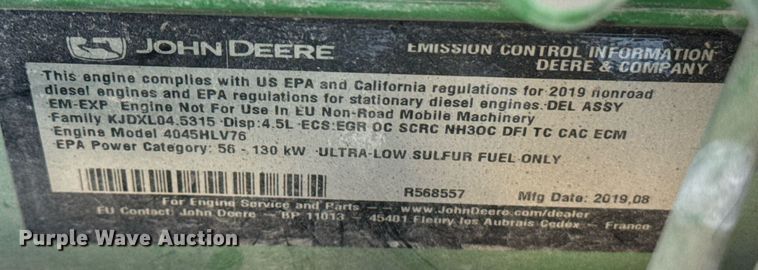 JOHN DEERE
EMISSION CONTROL INFORMATION
DEERE & COMPANY
This engine complies with US EPA and California regulations for 2019 nonroad
diesel engines and EPA regulations for stationary diesel engines. DEL ASSY
EM-EXP Engine Not For Use In EU Non-Road Mobile Machinery
Family KJDXL04.5315 Disp:4.5L ECS:EGR OC SCRC NH3OC DFI TC CAC ECM
Engine Model 4045HLV76
EPA Power Category: 56 - 130 kW ULTRA-LOW SULFUR FUEL ONLY
R568557 Mfg Date: 2019.08
For Engine Service and Parts – www.JohnDeere.com/dealer
EU Contact: John Deere – BP 11013 – 45401 Fleury les Aubrais Cedex – France
Purple Wave Auction